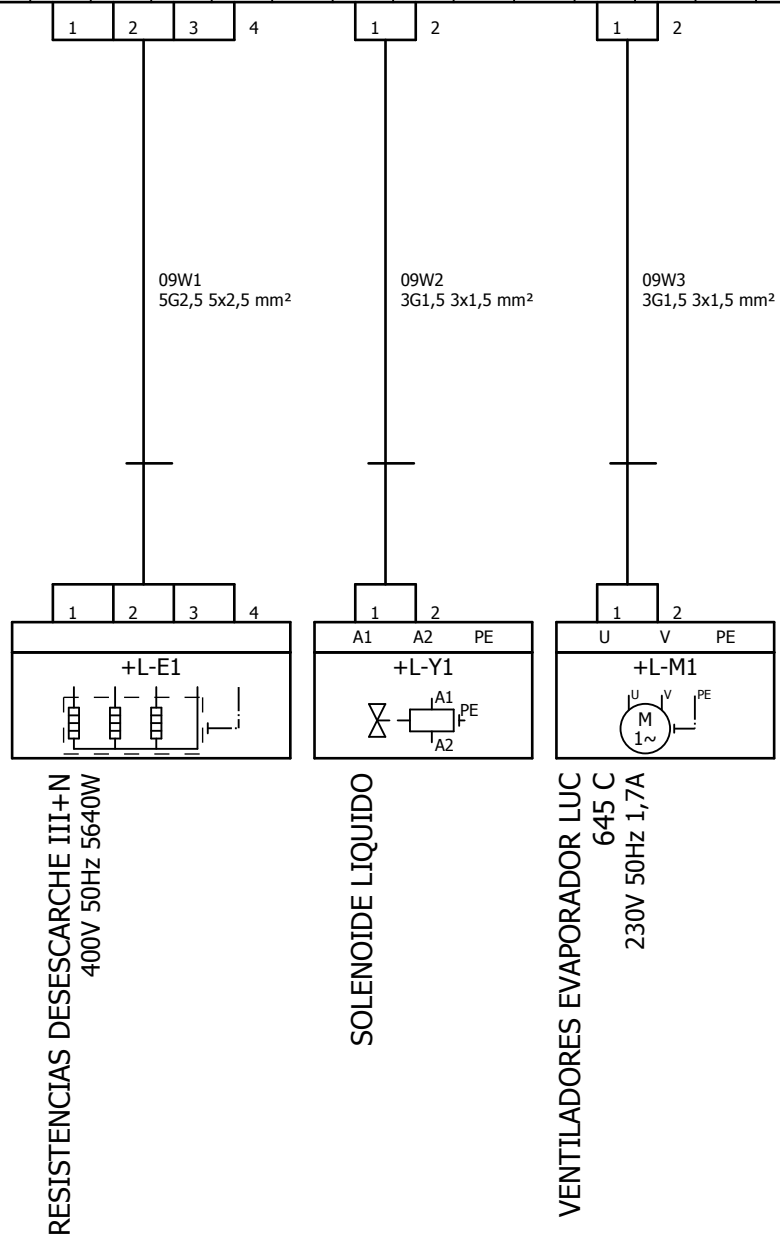 1 2 3 4
1 2
1 2
09W1
5G2,5 5x2,5 mm²
09W2
3G1,5 3x1,5 mm²
09W3
3G1,5 3x1,5 mm²
1 2 3 4
+L-E1
RESISTENCIAS DESESCARCHE III+N
400V 50Hz 5640W
1 2
A1 A2 PE
+L-Y1
A1
PE
A2
SOLENOIDE LIQUIDO
1 2
U V PE
+L-M1
U V PE
M
1~
VENTILADORES EVAPORADOR LUC
645 C
230V 50Hz 1,7A